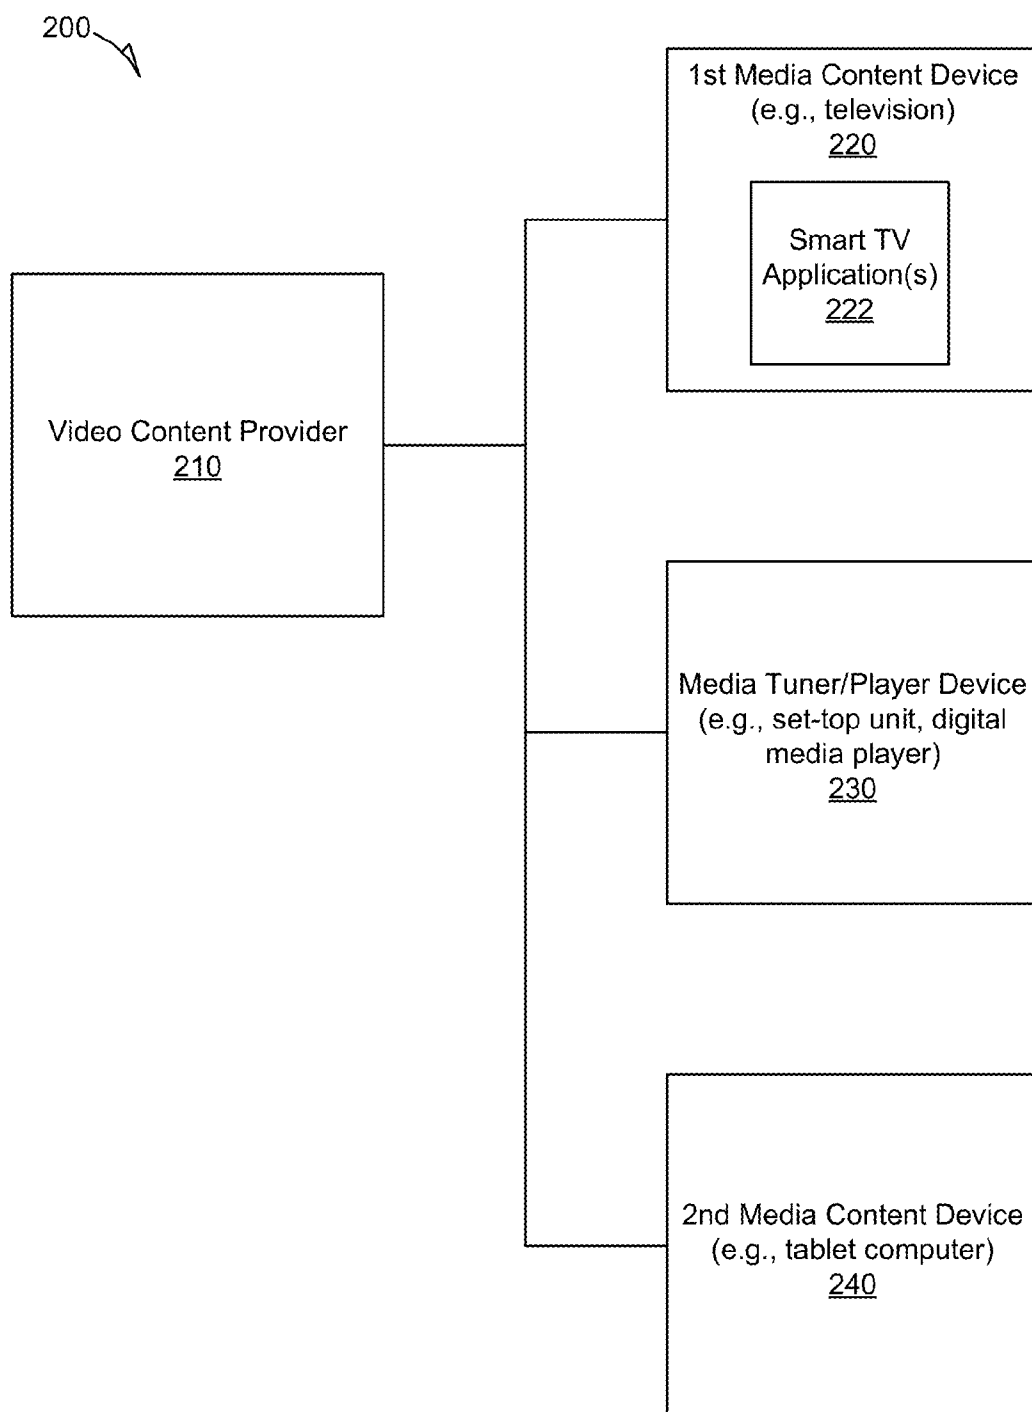 200
1st Media Content Device
(e.g., television)
220
Smart TV
Application(s)
222
Video Content Provider
210
Media Tuner/Player Device
(e.g., set-top unit, digital
media player)
230
2nd Media Content Device
(e.g., tablet computer)
240